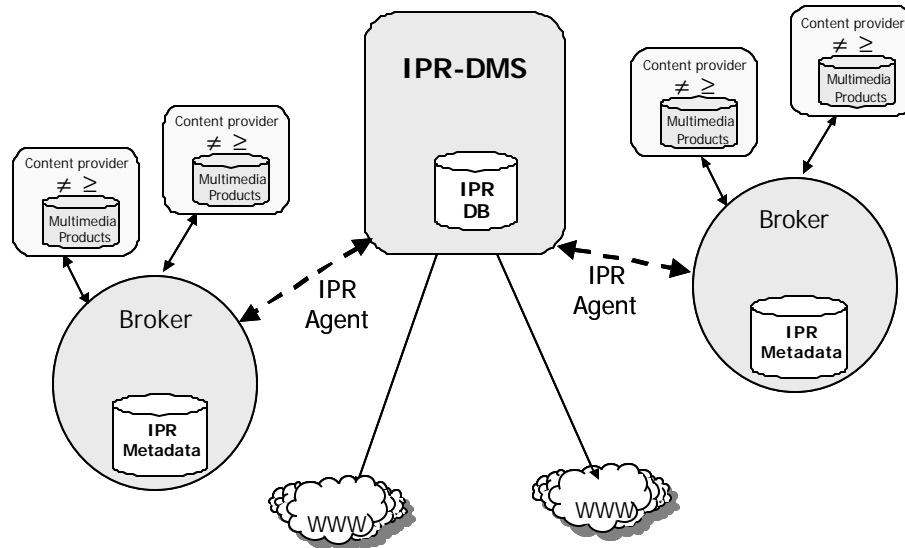 IPR-DMS
IPR
DB
Content provider
≠ ≥
Multimedia
Products
Content provider
≠ ≥
Multimedia
Products
Broker
IPR
Metadata
IPR
Agent
Content provider
≠ ≥
Multimedia
Products
Content provider
≠ ≥
Multimedia
Products
Broker
IPR
Metadata
IPR
Agent
WWW
WWW